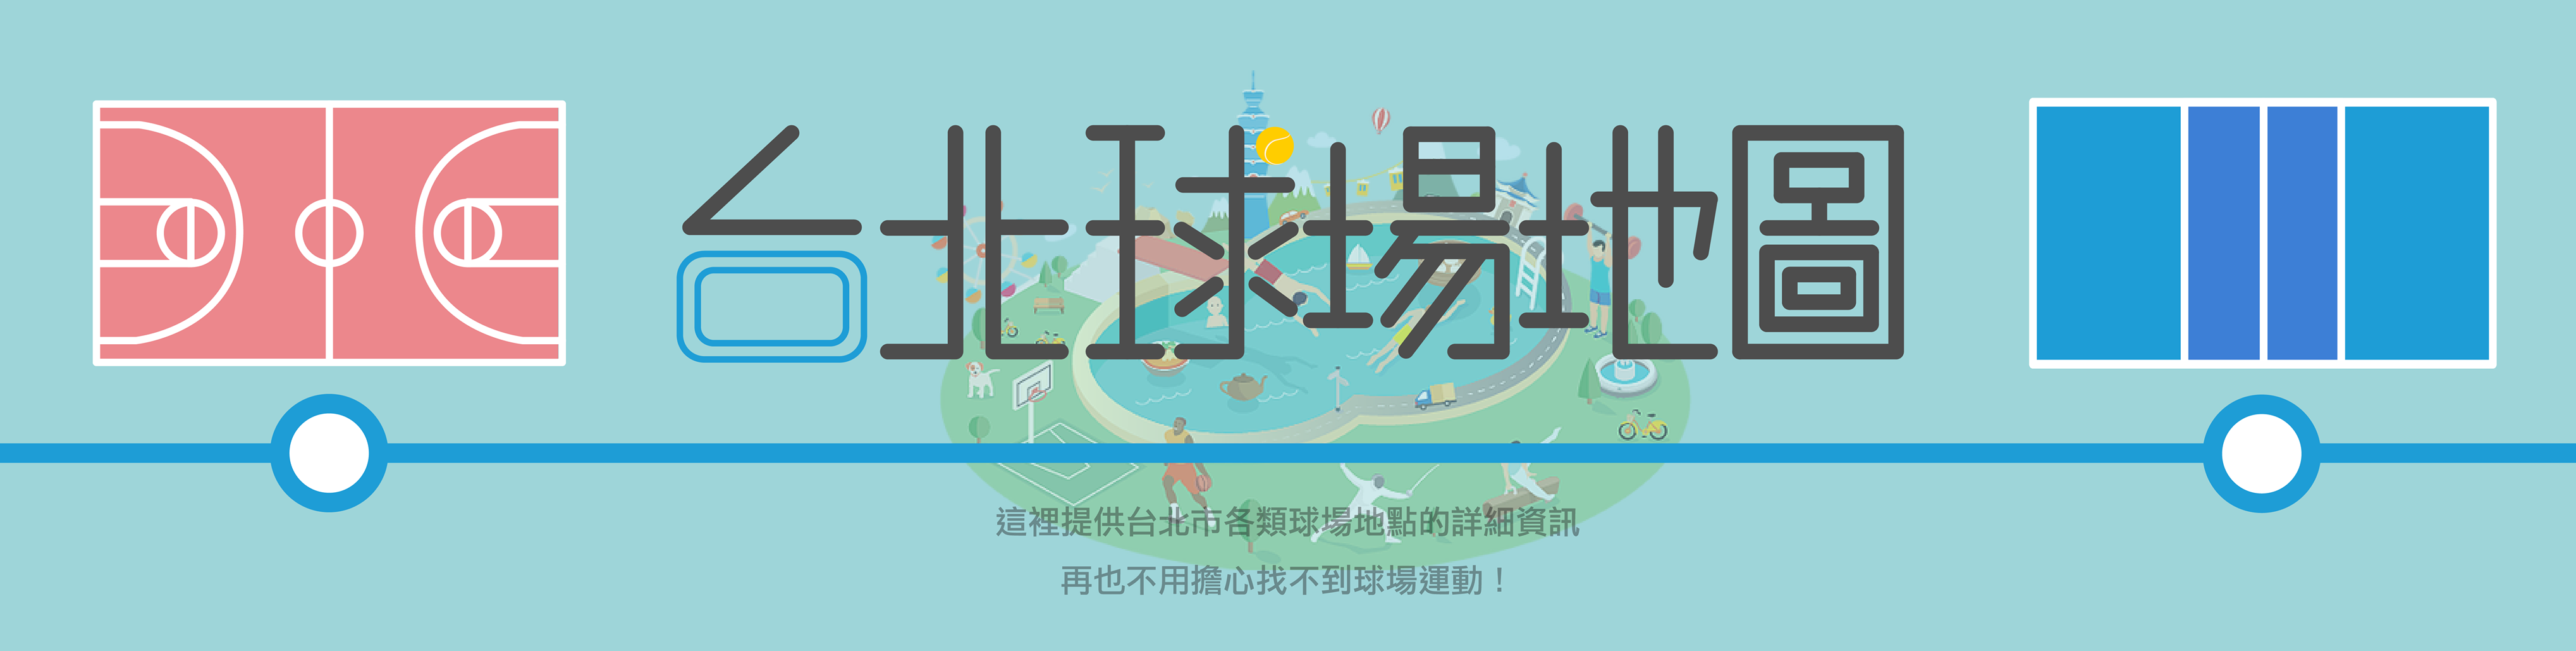 台北球場地圖
這裡提供台北市各類球場地點的詳細資訊
再也不用擔心找不到球場運動！